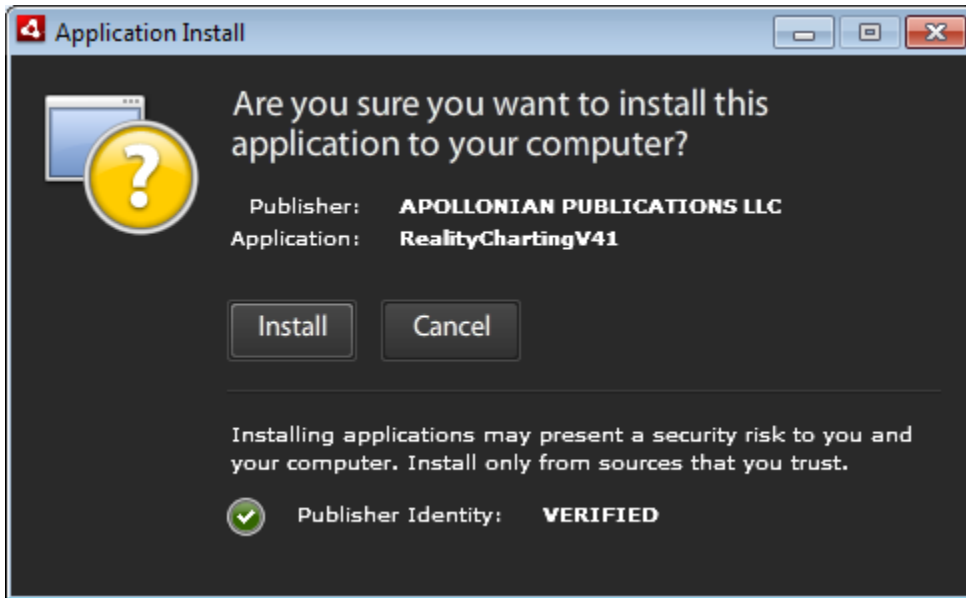 Application Install
Are you sure you want to install this
application to your computer?
Publisher: APOLLONIAN PUBLICATIONS LLC
Application: RealityChartingV41
Install Cancel
Installing applications may present a security risk to you and
your computer. Install only from sources that you trust.
Publisher Identity: VERIFIED